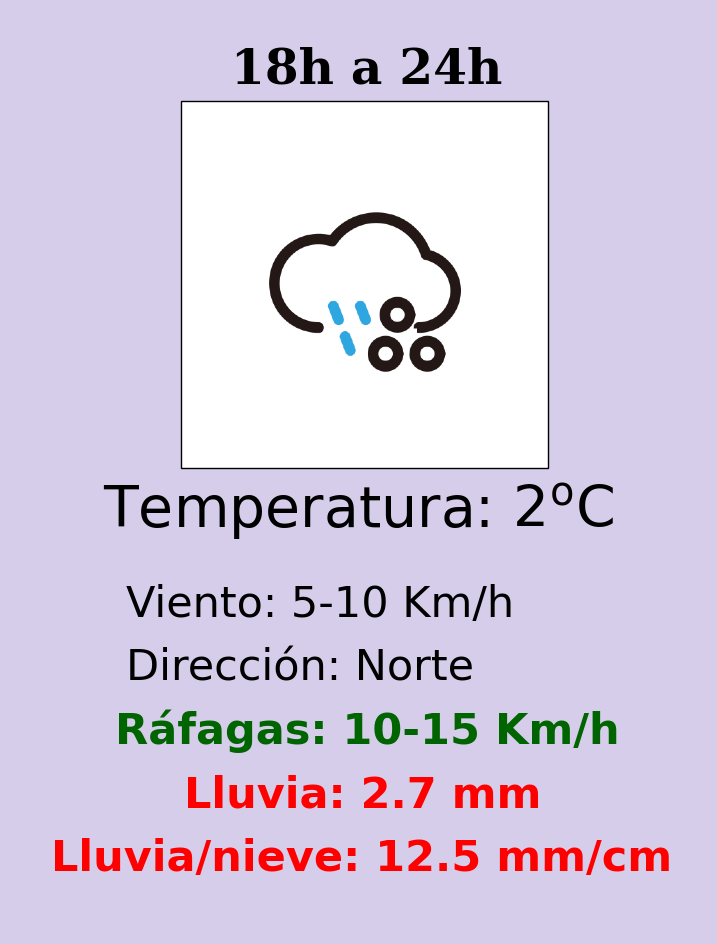 18h a 24h
Temperatura: 2ºC
Viento: 5-10 Km/h
Dirección: Norte
Ráfagas: 10-15 Km/h
Lluvia: 2.7 mm
Lluvia/nieve: 12.5 mm/cm